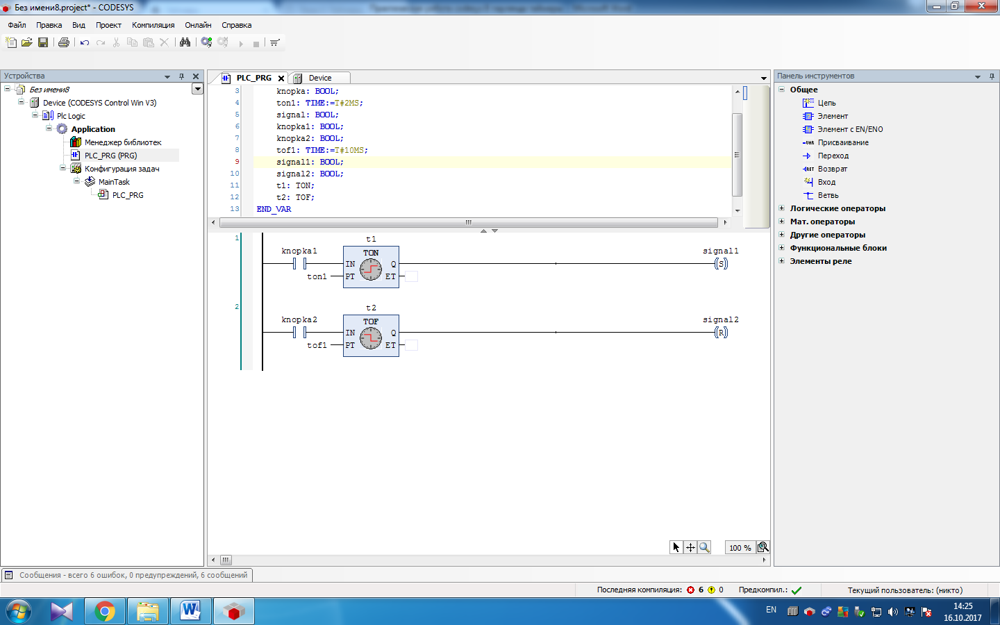 Без имени8.project* - CODESYS
Файл Правка Вид Проект Компиляция Онлайн Справка
Устройства
Без имени8
Device (CODESYS Control Win V3)
Plc Logic
Application
Менеджер библиотек
PLC_PRG (PRG)
Конфигурация задач
MainTask
PLC_PRG
PLC_PRG Device
3 knopka: BOOL;
4 ton1: TIME:=T#2MS;
5 signal: BOOL;
6 knopka1: BOOL;
7 knopka2: BOOL;
8 tof1: TIME:=T#10MS;
9 signal1: BOOL;
10 signal2: BOOL;
11 t1: TON;
12 t2: TOF;
13 END_VAR
1 t1
knopka1 TON signal1
IN Q S
ton1 PT ET
2 t2
knopka2 TOF signal2
IN Q R
tof1 PT ET
100 %
Панель инструментов
Общее
Цепь
Элемент
Элемент с EN/ENO
VAR Присваивание
Переход
RET Возврат
Вход
Ветвь
Логические операторы
Мат. операторы
Другие операторы
Функциональные блоки
Элементы реле
Сообщения - всего 6 ошибок, 0 предупреждений, 6 сообщений
Последняя компиляция: 6 0 Предкомпил.: Текущий пользователь: (никто)
EN 14:25
16.10.2017